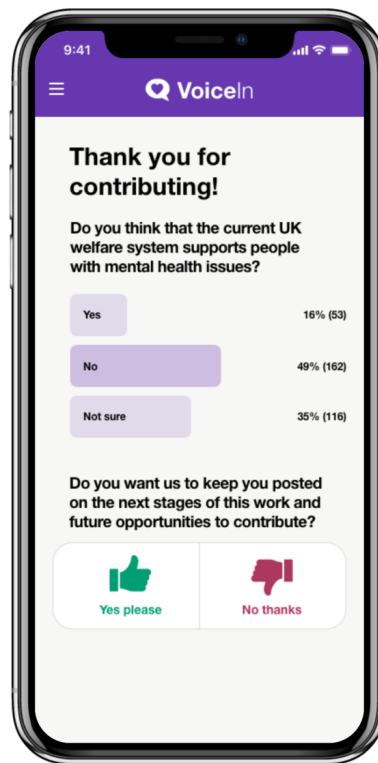 9:41
VoiceIn
Thank you for
contributing!
Do you think that the current UK
welfare system supports people
with mental health issues?
Yes 16% (53)
No 49% (162)
Not sure 35% (116)
Do you want us to keep you posted
on the next stages of this work and
future opportunities to contribute?
Yes please No thanks